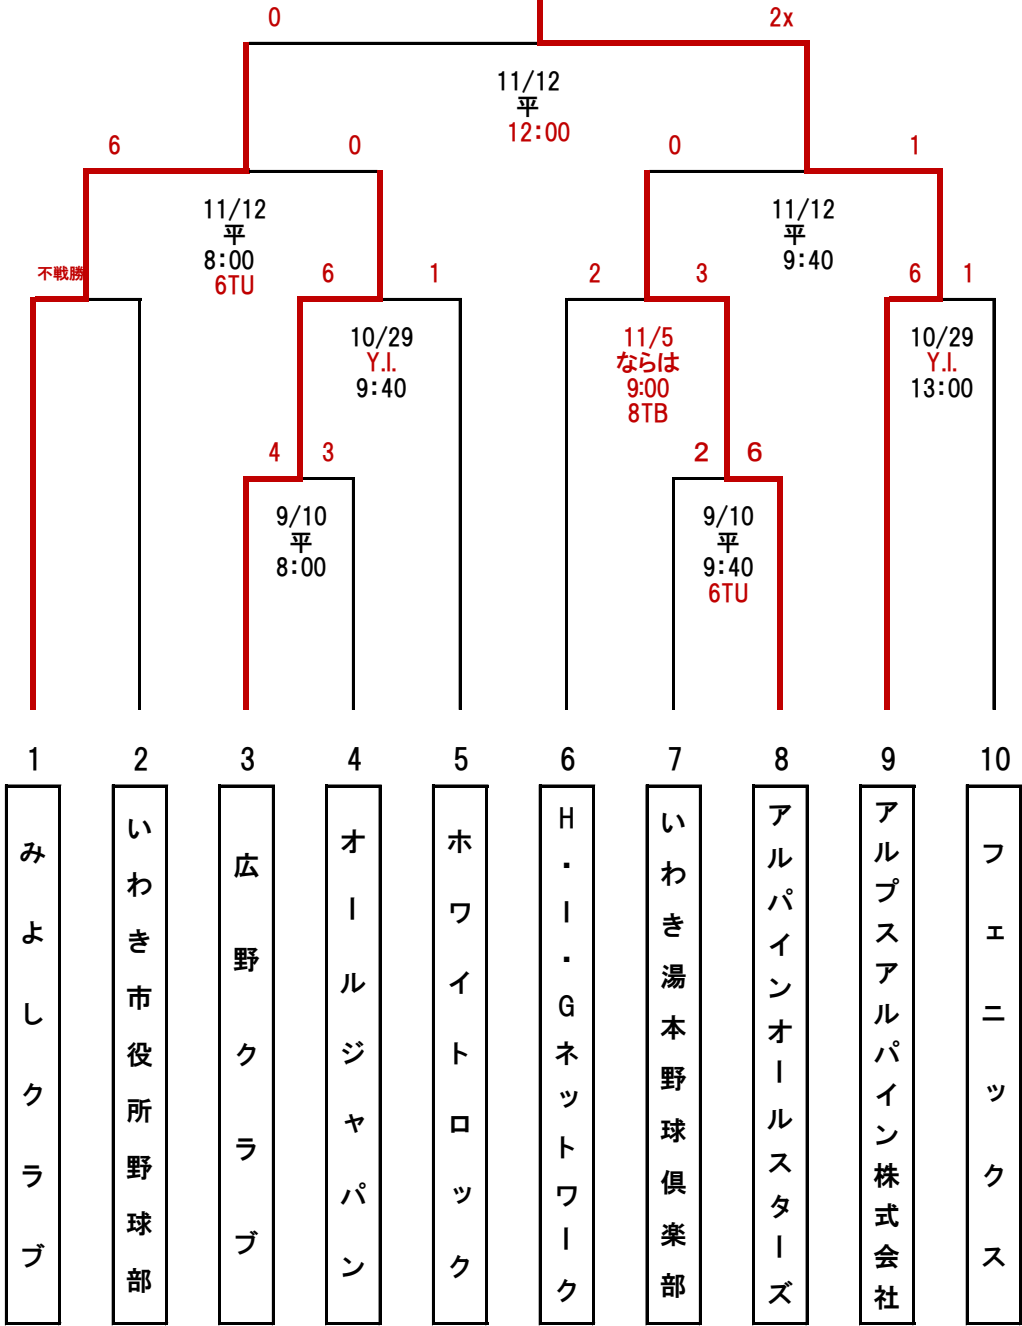 0 2x
11/12
平
12:00
6 0 0 1
11/12
平
8:00
6TU
11/12
平
9:40
不戦勝 6 1 2 3 6 1
10/29
Y.I.
9:40
11/5
ならは
9:00
8TB
10/29
Y.I.
13:00
4 3 2 6
9/10
平
8:00
9/10
平
9:40
6TU
1 2 3 4 5 6 7 8 9 10
みよしクラブ
いわき市役所野球部
広野クラブ
オールジャパン
ホワイトロック
H・I・Gネットワーク
いわき湯本野球倶楽部
アルパインオールスターズ
アルプスアルパイン株式会社
フェニックス